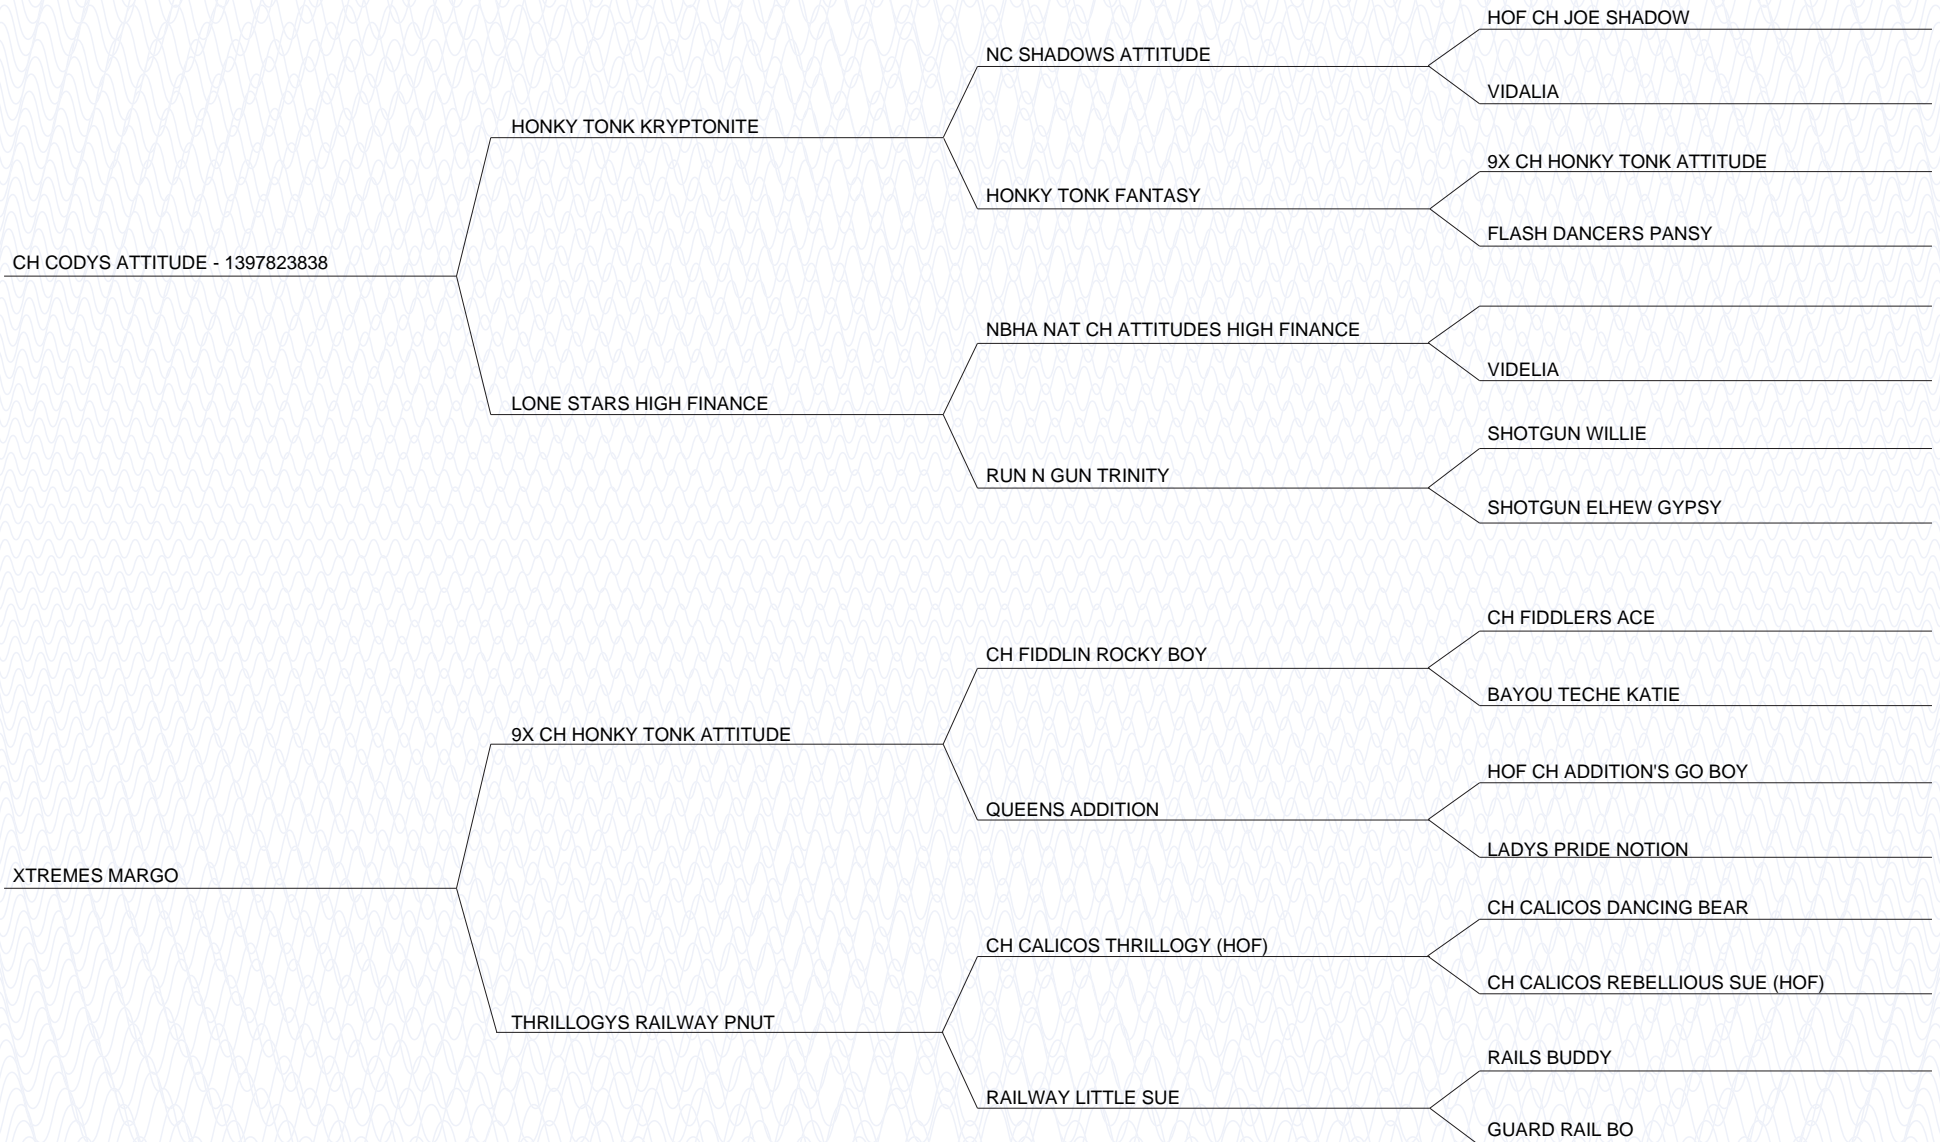 HOF CH JOE SHADOW
NC SHADOWS ATTITUDE
VIDALIA
HONKY TONK KRYPTONITE
9X CH HONKY TONK ATTITUDE
HONKY TONK FANTASY
FLASH DANCERS PANSY
CH CODYS ATTITUDE - 1397823838
NBHA NAT CH ATTITUDES HIGH FINANCE
VIDELIA
LONE STARS HIGH FINANCE
SHOTGUN WILLIE
RUN N GUN TRINITY
SHOTGUN ELHEW GYPSY
CH FIDDLERS ACE
CH FIDDLIN ROCKY BOY
BAYOU TECHE KATIE
9X CH HONKY TONK ATTITUDE
HOF CH ADDITION'S GO BOY
QUEENS ADDITION
LADYS PRIDE NOTION
XTREMES MARGO
CH CALICOS DANCING BEAR
CH CALICOS THRILLOGY (HOF)
CH CALICOS REBELLIOUS SUE (HOF)
THRILLOGYS RAILWAY PNUT
RAILS BUDDY
RAILWAY LITTLE SUE
GUARD RAIL BO